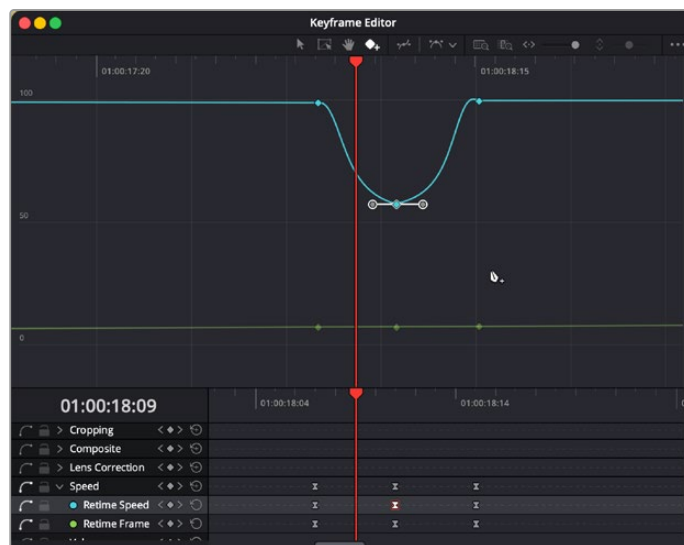 Keyframe Editor
01:00:17:20
01:00:18:15
100
50
0
01:00:18:09
01:00:18:04
01:00:18:14
Cropping
Composite
Lens Correction
Speed
Retime Speed
Retime Frame